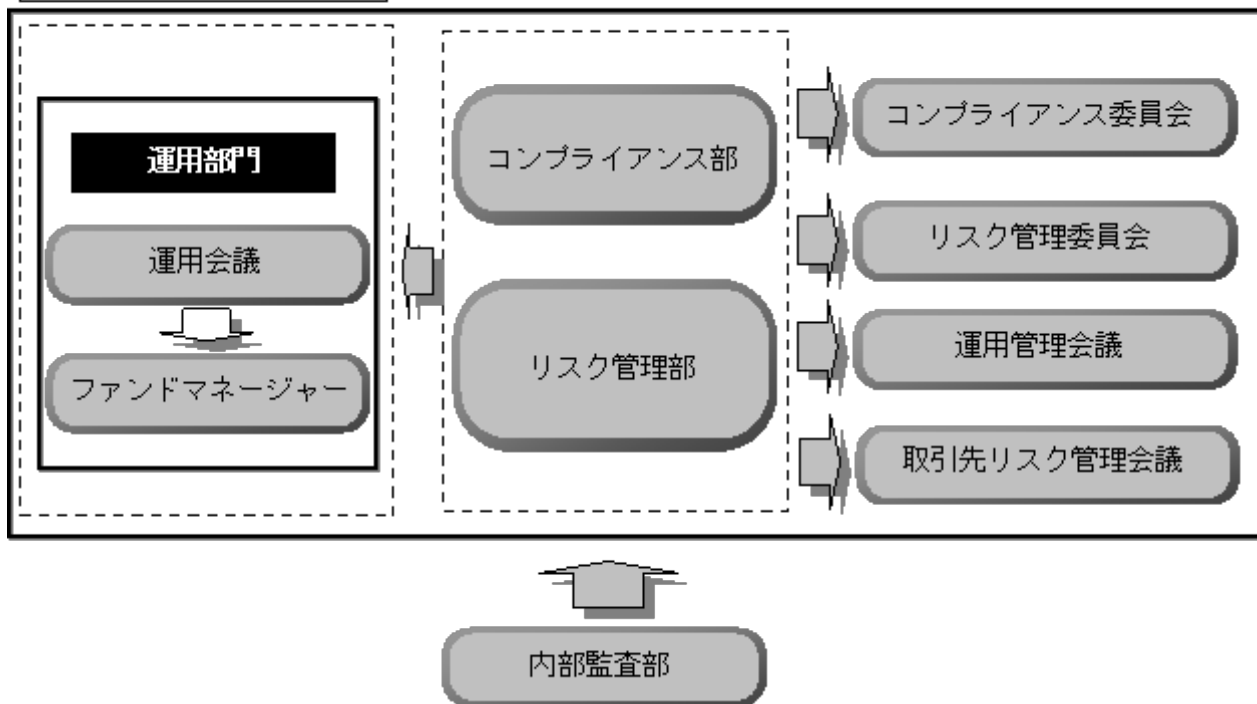 運用部門
運用会議
ファンドマネージャー
コンプライアンス部
リスク管理部
コンプライアンス委員会
リスク管理委員会
運用管理会議
取引先リスク管理会議
内部監査部